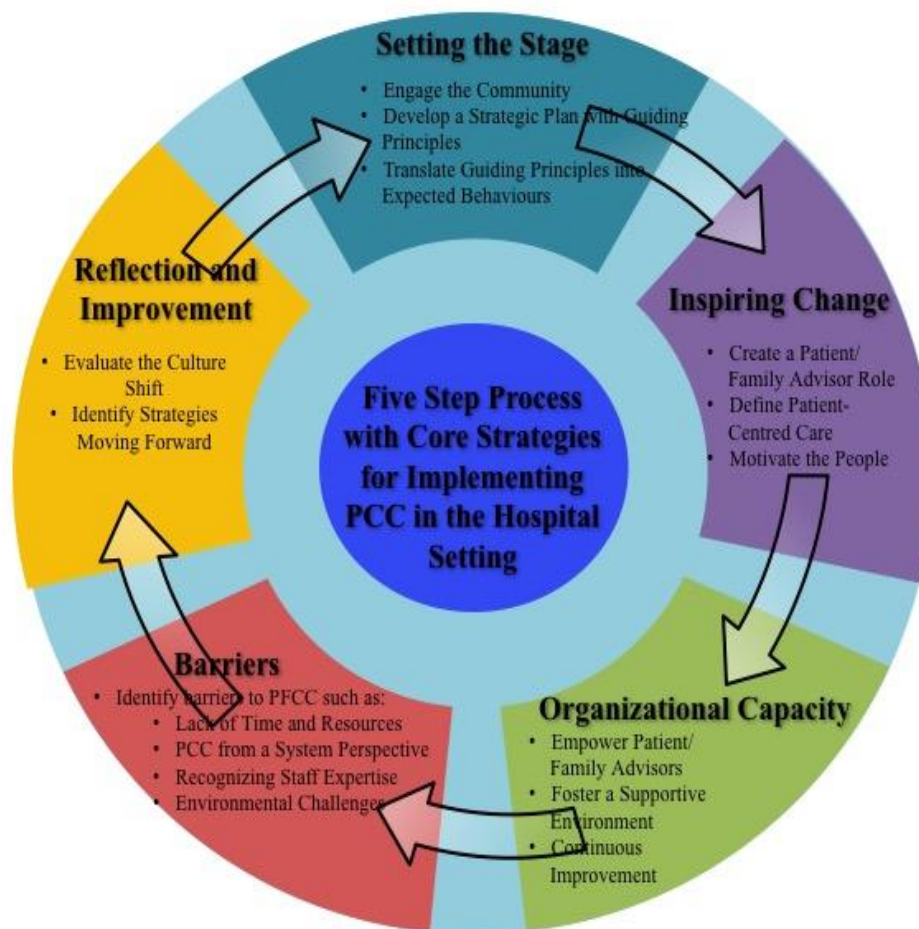 Setting the Stage
• Engage the Community
• Develop a Strategic Plan with Guiding
Principles
• Translate Guiding Principles into
Expected Behaviours
Inspiring Change
• Create a Patient/
Family Advisor Role
• Define Patient-
Centred Care
• Motivate the People
Organizational Capacity
• Empower Patient/
Family Advisors
• Foster a Supportive
Environment
• Continuous
Improvement
Barriers
• Identify barriers to PFCC such as:
• Lack of Time and Resources
• PCC from a System Perspective
• Recognizing Staff Expertise
• Environmental Challenges
Reflection and
Improvement
• Evaluate the Culture
Shift
• Identify Strategies
Moving Forward
Five Step Process
with Core Strategies
for Implementing
PCC in the Hospital
Setting